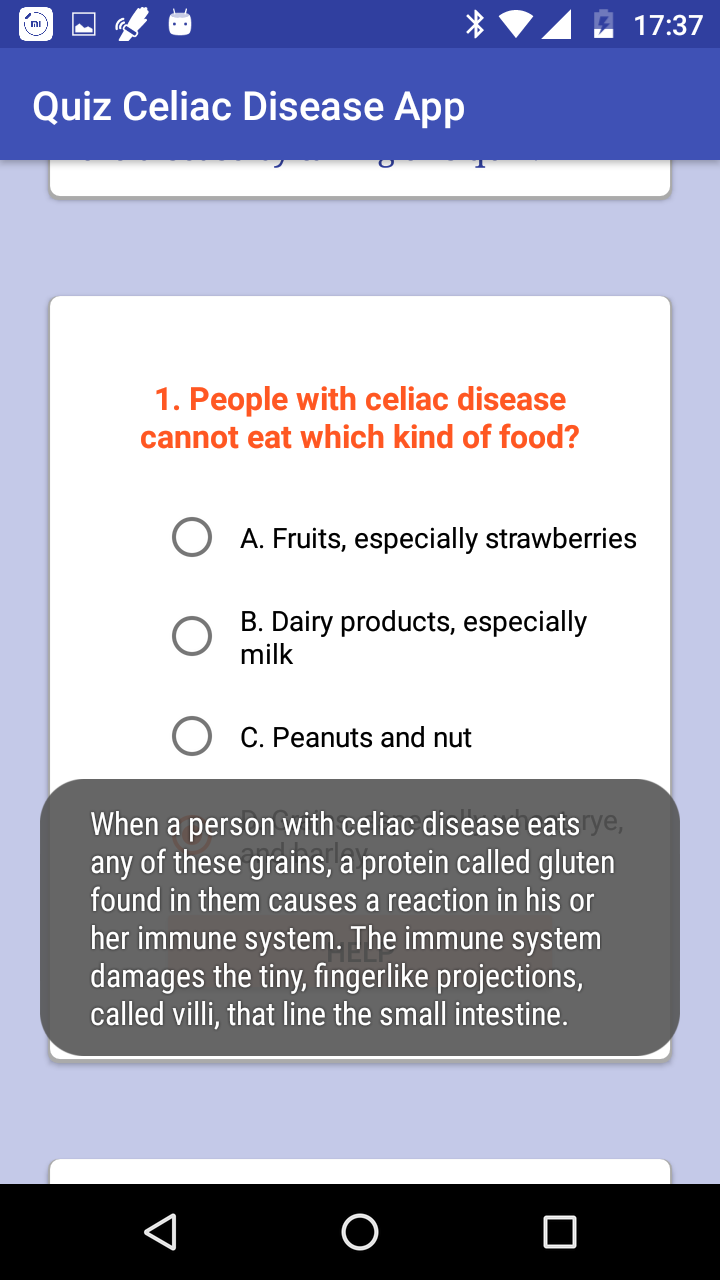 17:37
Quiz Celiac Disease App
1. People with celiac disease
cannot eat which kind of food?
A. Fruits, especially strawberries
B. Dairy products, especially
milk
C. Peanuts and nut
D. Grains, especially wheat, rye,
and barley
HELP
When a person with celiac disease eats
any of these grains, a protein called gluten
found in them causes a reaction in his or
her immune system. The immune system
damages the tiny, fingerlike projections,
called villi, that line the small intestine.